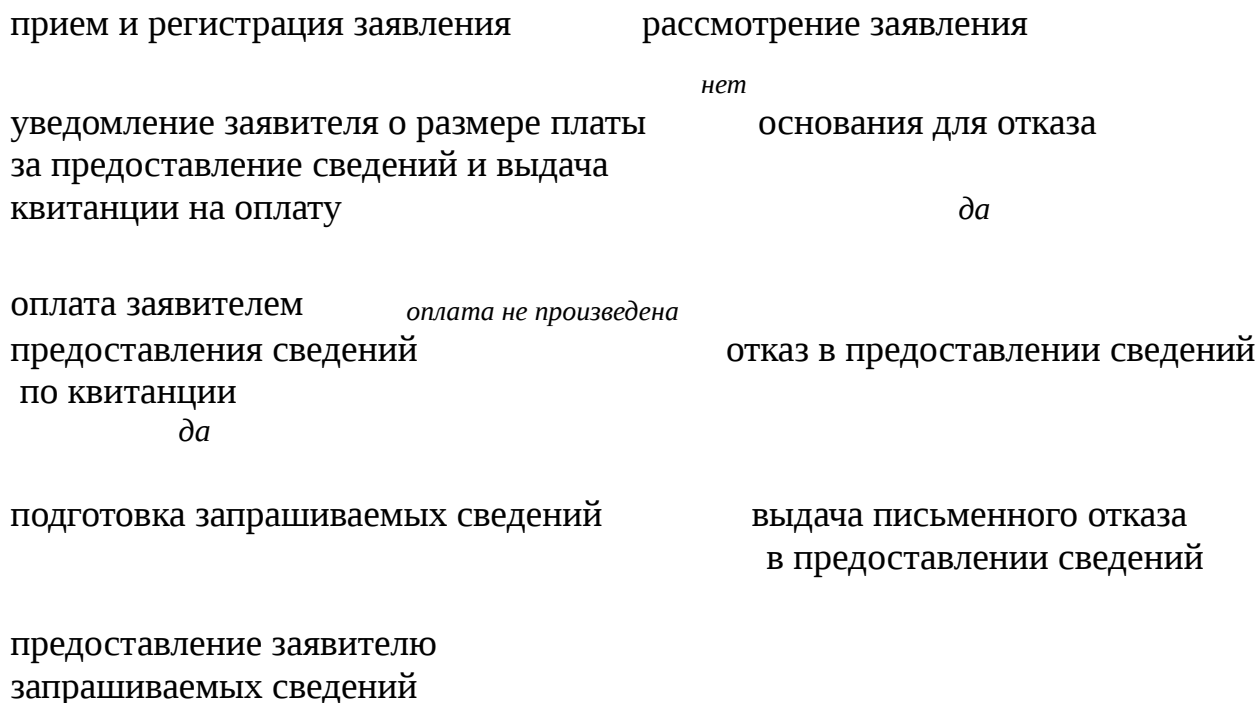 прием и регистрация заявления рассмотрение заявления
нет
уведомление заявителя о размере платы основания для отказа
за предоставление сведений и выдача
квитанции на оплату да
оплата заявителем оплата не произведена
предоставления сведений отказ в предоставлении сведений
по квитанции
да
подготовка запрашиваемых сведений выдача письменного отказа
в предоставлении сведений
предоставление заявителю
запрашиваемых сведений